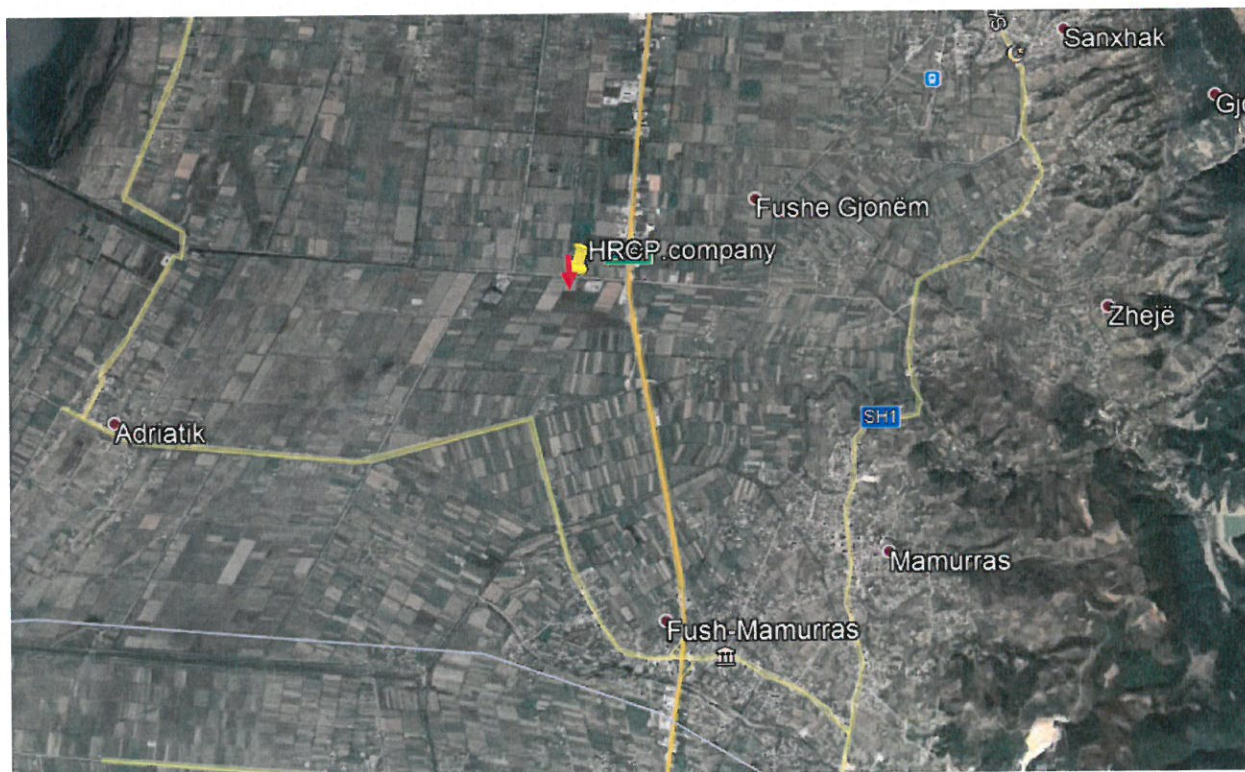 Sanxhak
Fushe Gjonëm
HRCP.company
Zhejë
SH1
Adriatik
Mamurras
Fush-Mamurras